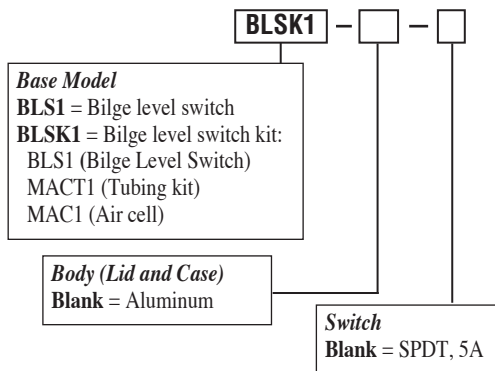 BLSK1 – –
Base Model
BLS1 = Bilge level switch
BLSK1 = Bilge level switch kit:
BLS1 (Bilge Level Switch)
MACT1 (Tubing kit)
MAC1 (Air cell)
Body (Lid and Case)
Blank = Aluminum
Switch
Blank = SPDT, 5A